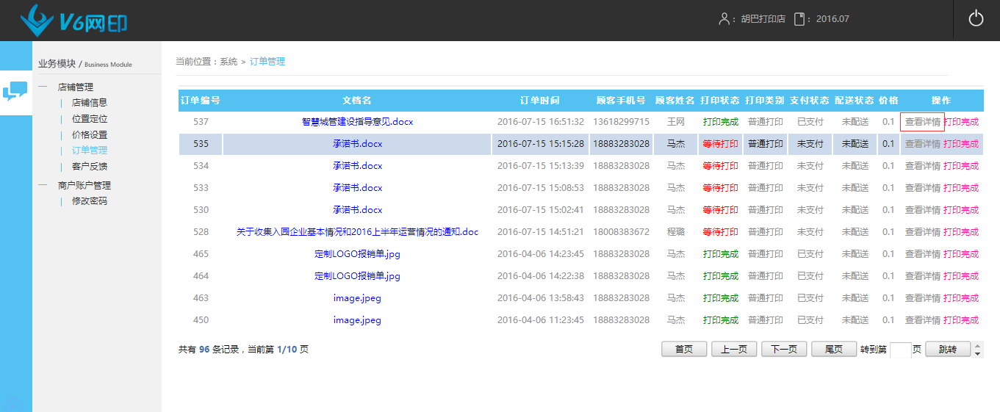 V6网印
: 胡巴打印店 : 2016.07
业务模块 / Business Module
店铺管理
店铺信息
位置定位
价格设置
订单管理
客户反馈
商户账户管理
修改密码
当前位置：系统 > 订单管理
订单编号 文档名 订单时间 顾客手机号 顾客姓名 打印状态 打印类别 支付状态 配送状态 价格 操作
537 智慧城管建设指导意见.docx 2016-07-15 16:51:32 13618299715 王网 打印完成 普通打印 已支付 未配送 0.1 查看详情 打印完成
535 承诺书.docx 2016-07-15 15:15:28 18883283028 马杰 等待打印 普通打印 未支付 未配送 0.1 查看详情 打印完成
534 承诺书.docx 2016-07-15 15:13:39 18883283028 马杰 等待打印 普通打印 未支付 未配送 0.1 查看详情 打印完成
533 承诺书.docx 2016-07-15 15:08:53 18883283028 马杰 等待打印 普通打印 未支付 未配送 0.1 查看详情 打印完成
530 承诺书.docx 2016-07-15 15:02:41 18883283028 马杰 等待打印 普通打印 未支付 未配送 0.1 查看详情 打印完成
528 关于收集入园企业基本情况和2016上半年运营情况的通知.doc 2016-07-15 14:51:21 18008383672 程璐 等待打印 普通打印 未支付 未配送 0.1 查看详情 打印完成
465 定制LOGO报销单.jpg 2016-04-06 14:23:45 18883283028 马杰 打印完成 普通打印 已支付 未配送 0.1 查看详情 打印完成
464 定制LOGO报销单.jpg 2016-04-06 14:22:38 18883283028 马杰 打印完成 普通打印 已支付 未配送 0.1 查看详情 打印完成
463 image.jpeg 2016-04-06 13:58:43 18883283028 马杰 打印完成 普通打印 已支付 未配送 0.1 查看详情 打印完成
450 image.jpeg 2016-04-06 11:23:45 18883283028 马杰 打印完成 普通打印 已支付 未配送 0.1 查看详情 打印完成
共有 96 条记录，当前第 1/10 页 首页 上一页 下一页 尾页 转到第 页 跳转